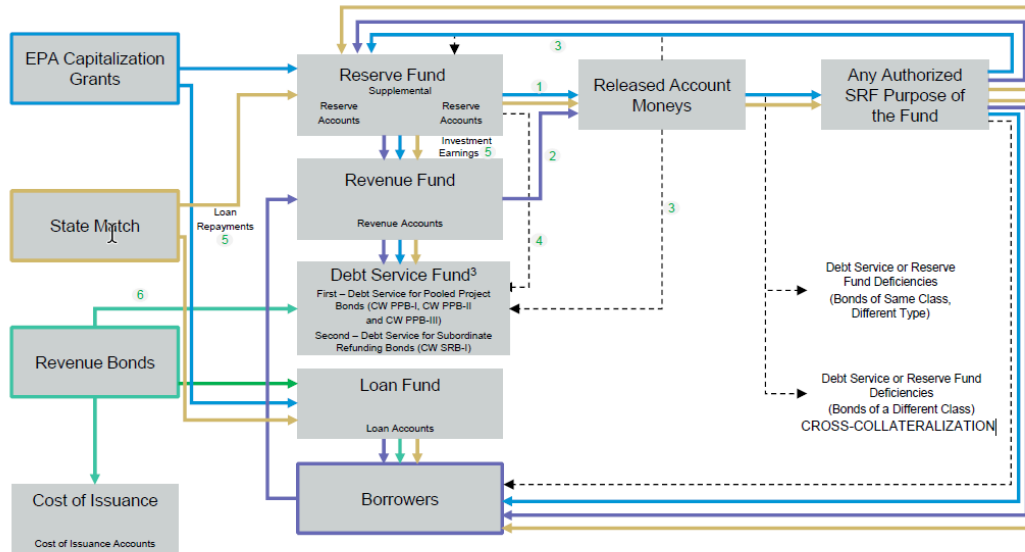 EPA Capitalization
Grants
State Match
Revenue Bonds
Cost of Issuance
Cost of Issuance Accounts
Loan
Repayments
5
6
Reserve Fund
Supplemental
Reserve
Accounts
Reserve
Accounts
Investment
Earnings
5
Revenue Fund
Revenue Accounts
Debt Service Fund³
First – Debt Service for Pooled Project
Bonds (CW PPB-I, CW PPB-II
and CW PPB-III)
Second – Debt Service for Subordinate
Refunding Bonds (CW SRB-I)
Loan Fund
Loan Accounts
Borrowers
1
2
3
3
4
Released Account
Moneys
Any Authorized
SRF Purpose of
the Fund
Debt Service or Reserve
Fund Deficiencies
(Bonds of Same Class,
Different Type)
Debt Service or Reserve Fund
Deficiencies
(Bonds of a Different Class)
CROSS-COLLATERALIZATION